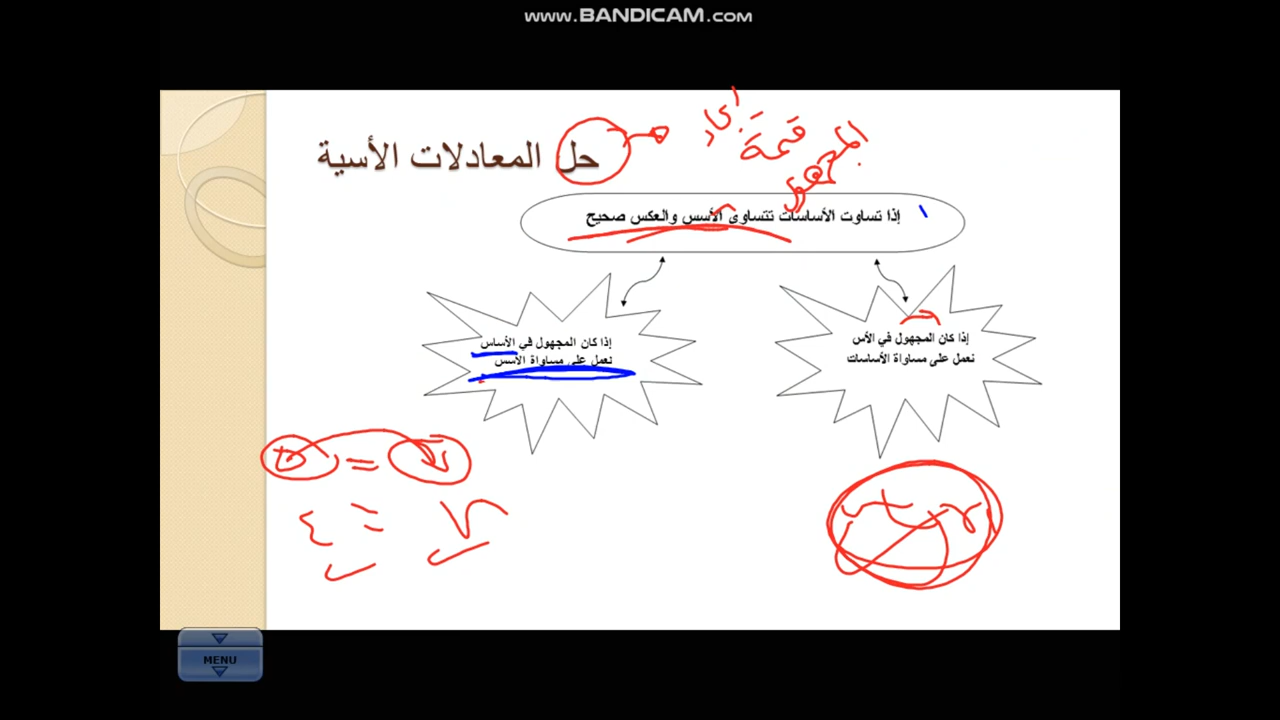 www.BANDICAM.com
حل المعادلات الأسية
ايجاد
قيمة
المجهول
إذا تساوت الأساسات تتساوى الأسس والعكس صحيح
إذا كان المجهول في الأس
نعمل على مساواة الأساسات
إذا كان المجهول في الأساس
نعمل على مساواة الأسس
MENU